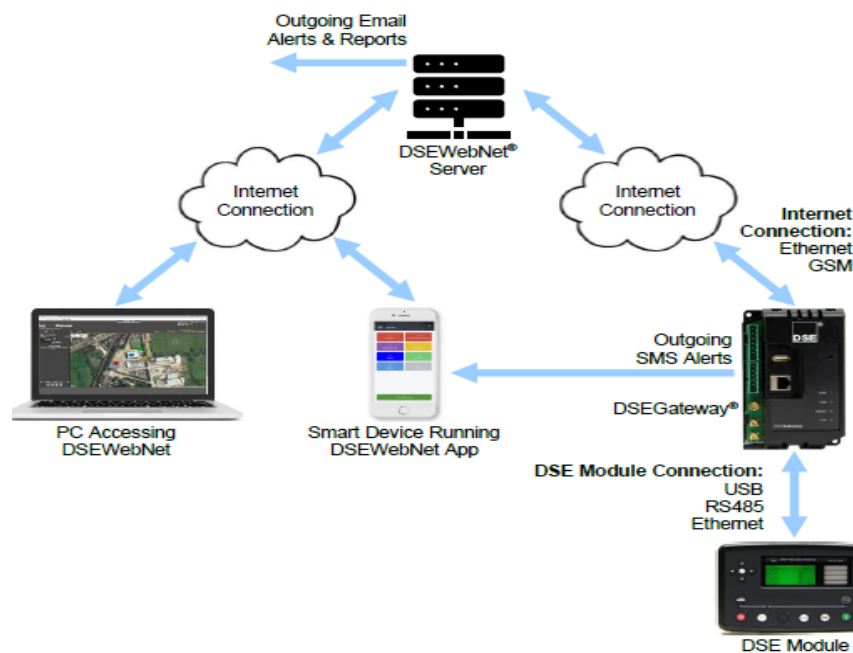 Outgoing Email
Alerts & Reports
DSEWebNet®
Server
Internet
Connection
Internet
Connection
Internet
Connection:
Ethernet
GSM
DSE
Outgoing
SMS Alerts
DSEGateway®
PC Accessing
DSEWebNet
Smart Device Running
DSEWebNet App
DSE Module Connection:
USB
RS485
Ethernet
DSE Module